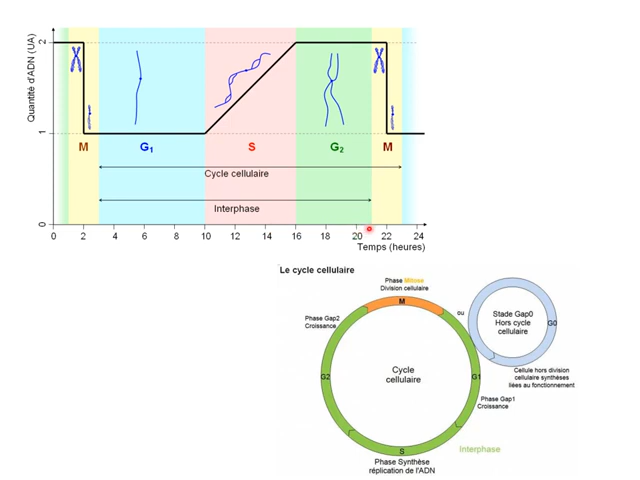 Quantité d'ADN (UA)
2
1
0
M
G1
S
G2
M
Cycle cellulaire
Interphase
0 2 4 6 8 10 12 14 16 18 20 22 24
Temps (heures)
Le cycle cellulaire
Phase Mitose
Division cellulaire
M
ou
Stade Gap0
Hors cycle
cellulaire
G0
Phase Gap2
Croissance
G2
Cycle
cellulaire
G1
Cellule hors division
cellulaire synthèses
liées au fonctionnement
Phase Gap1
Croissance
S
Interphase
Phase Synthèse
réplication de l'ADN